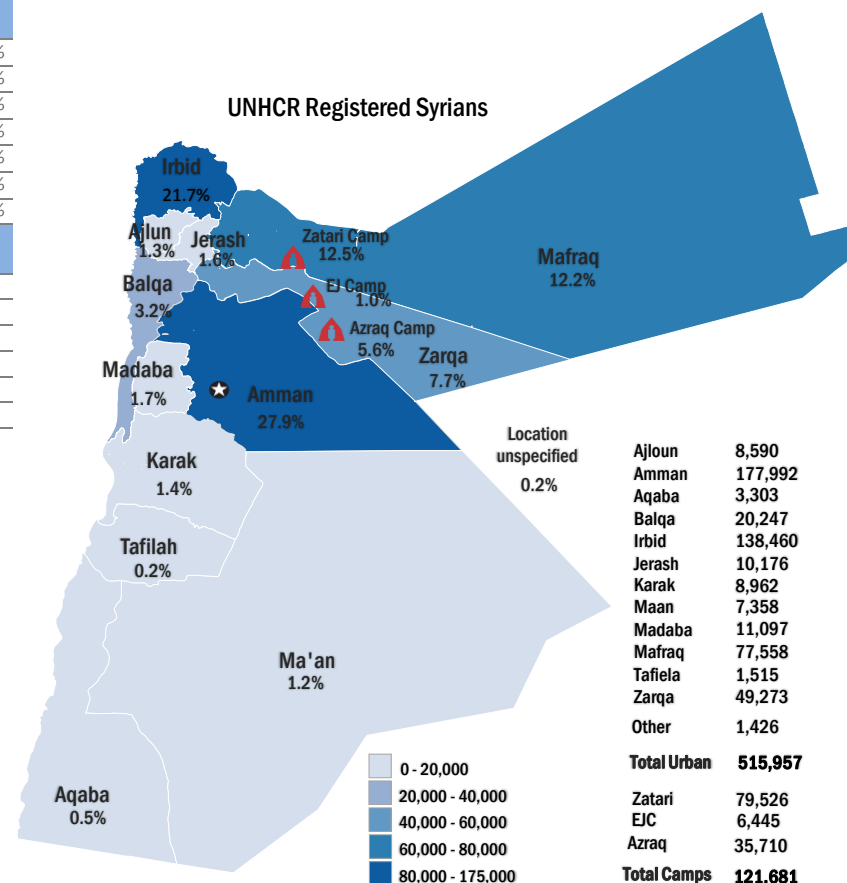 %
%
%
%
%
%
%
UNHCR Registered Syrians
Irbid
21.7%
Ajlun
1.3%
Jerash
1.6%
Zatari Camp
12.5%
Mafraq
12.2%
Balqa
3.2%
EJ Camp
1.0%
Azraq Camp
5.6%
Zarqa
7.7%
Madaba
1.7%
Amman
27.9%
Location
unspecified
0.2%
Karak
1.4%
Tafilah
0.2%
Ma'an
1.2%
Aqaba
0.5%
0 - 20,000
20,000 - 40,000
40,000 - 60,000
60,000 - 80,000
80,000 - 175,000
Ajloun 8,590
Amman 177,992
Aqaba 3,303
Balqa 20,247
Irbid 138,460
Jerash 10,176
Karak 8,962
Maan 7,358
Madaba 11,097
Mafraq 77,558
Tafiela 1,515
Zarqa 49,273
Other 1,426
Total Urban 515,957
Zatari 79,526
EJC 6,445
Azraq 35,710
Total Camps 121,681